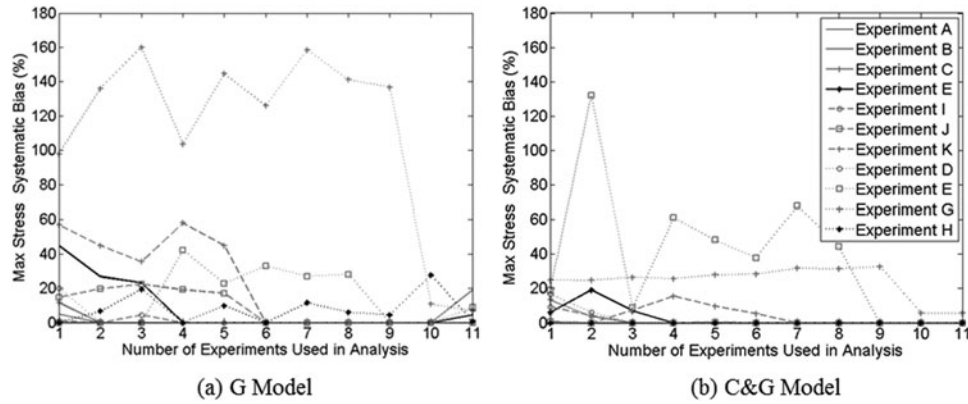 180
160
140
120
100
80
60
40
20
0
Max Stress Systematic Bias (%)
1 2 3 4 5 6 7 8 9 10 11
Number of Experiments Used in Analysis
(a) G Model
180
160
140
120
100
80
60
40
20
0
Max Stress Systematic Bias (%)
Experiment A
Experiment B
Experiment C
Experiment E
Experiment I
Experiment J
Experiment K
Experiment D
Experiment E
Experiment G
Experiment H
1 2 3 4 5 6 7 8 9 10 11
Number of Experiments Used in Analysis
(b) C&G Model